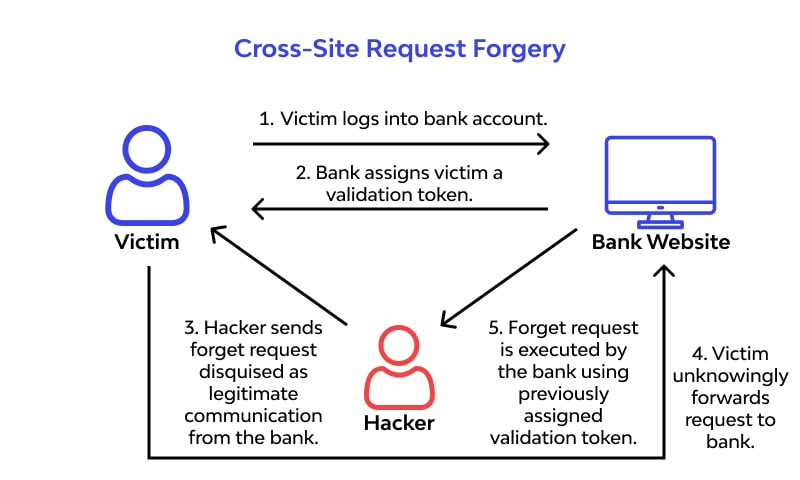 Cross-Site Request Forgery
1. Victim logs into bank account.
2. Bank assigns victim a
validation token.
Victim
Bank Website
3. Hacker sends
forget request
disquised as
legitimate
communication
from the bank.
Hacker
5. Forget request
is executed by
the bank using
previously
assigned
validation token.
4. Victim
unknowingly
forwards
request to
bank.